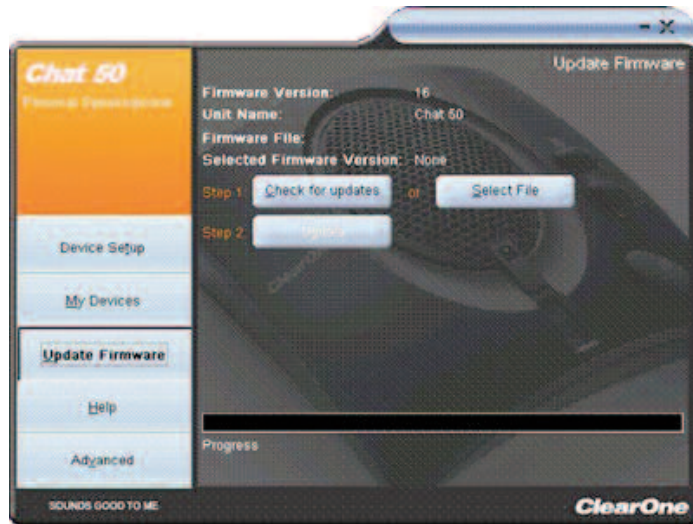 Chat 50
Personal Speakerphone
Update Firmware
Firmware Version: 16
Unit Name: Chat 50
Firmware File:
Selected Firmware Version: None
Step 1: Check for updates or Select File
Step 2:
Device Setup
My Devices
Update Firmware
Help
Advanced
Progress
SOUNDS GOOD TO ME.
ClearOne